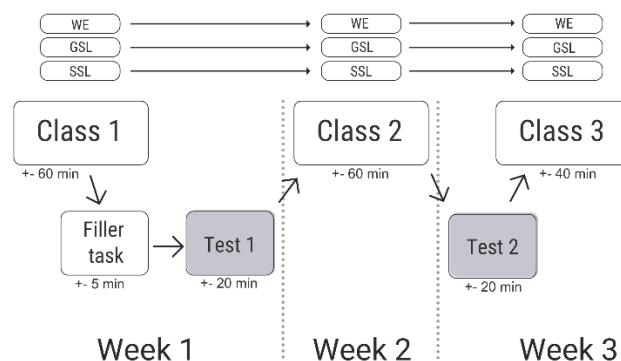 WE WE WE
GSL GSL GSL
SSL SSL SSL
Class 1
+- 60 min
Class 2
+- 60 min
Class 3
+- 40 min
Filler
task
+- 5 min
Test 1
+- 20 min
Test 2
+- 20 min
Week 1 Week 2 Week 3